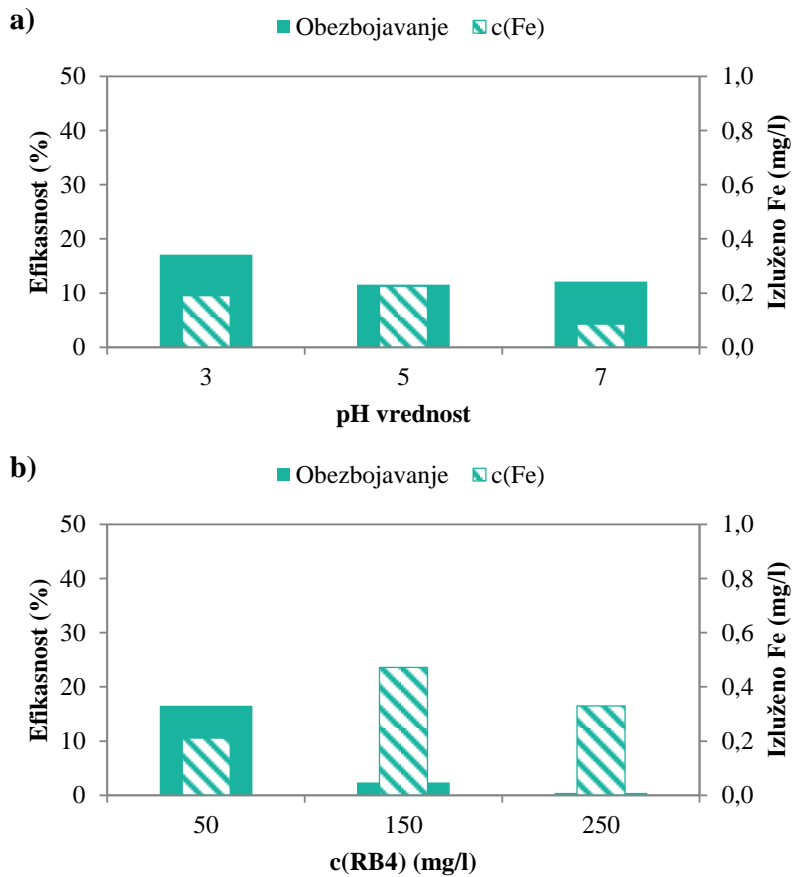 a)
Obezbojavanje c(Fe)
Efikasnost (%)
50
40
30
20
10
0
1,0
0,8
0,6
0,4
0,2
0,0
Izluženo Fe (mg/l)
3 5 7
pH vrednost
b)
Obezbojavanje c(Fe)
Efikasnost (%)
50
40
30
20
10
0
1,0
0,8
0,6
0,4
0,2
0,0
Izluženo Fe (mg/l)
50 150 250
c(RB4) (mg/l)